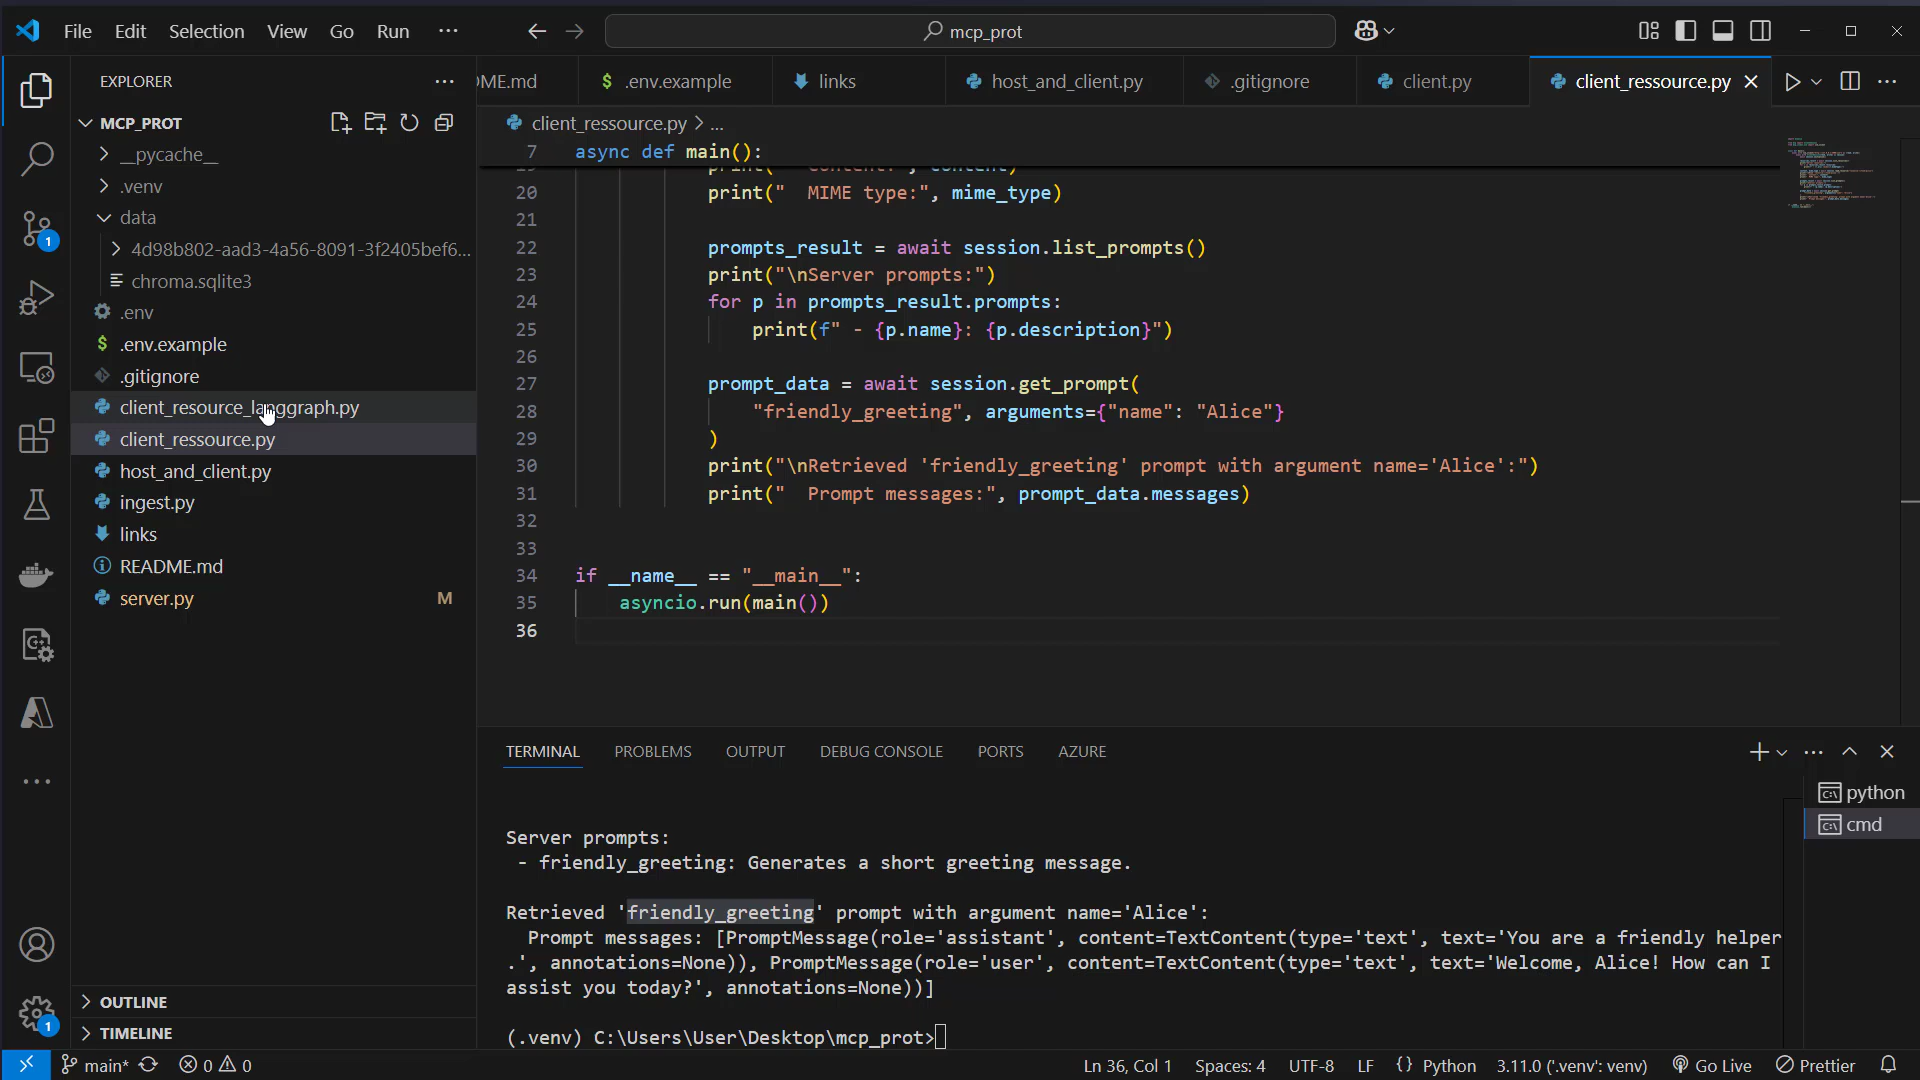 File Edit Selection View Go Run ···
mcp_prot
EXPLORER
MCP_PROT
__pycache__
.venv
data
4d98b802-aad3-4a56-8091-3f2405bef6...
chroma.sqlite3
.env
$ .env.example
.gitignore
client_resource_langgraph.py
client_ressource.py
host_and_client.py
ingest.py
links
README.md
server.py M
OUTLINE
TIMELINE
ME.md
$ .env.example
links
host_and_client.py
.gitignore
client.py
client_ressource.py
client_ressource.py > ...
7 async def main():
20 print("  MIME type:", mime_type)
21
22 prompts_result = await session.list_prompts()
23 print("\nServer prompts:")
24 for p in prompts_result.prompts:
25 print(f" - {p.name}: {p.description}")
26
27 prompt_data = await session.get_prompt(
28 "friendly_greeting", arguments={"name": "Alice"}
29 )
30 print("\nRetrieved 'friendly_greeting' prompt with argument name='Alice':")
31 print("  Prompt messages:", prompt_data.messages)
32
33
34 if __name__ == "__main__":
35 asyncio.run(main())
36
TERMINAL PROBLEMS OUTPUT DEBUG CONSOLE PORTS AZURE
python
cmd
Server prompts:
- friendly_greeting: Generates a short greeting message.
Retrieved 'friendly_greeting' prompt with argument name='Alice':
Prompt messages: [PromptMessage(role='assistant', content=TextContent(type='text', text='You are a friendly helper
.', annotations=None)), PromptMessage(role='user', content=TextContent(type='text', text='Welcome, Alice! How can I
assist you today?', annotations=None))]
(.venv) C:\Users\User\Desktop\mcp_prot>
1
1
main* 0 0 Ln 36, Col 1 Spaces: 4 UTF-8 LF {} Python 3.11.0 ('.venv': venv) Go Live Prettier